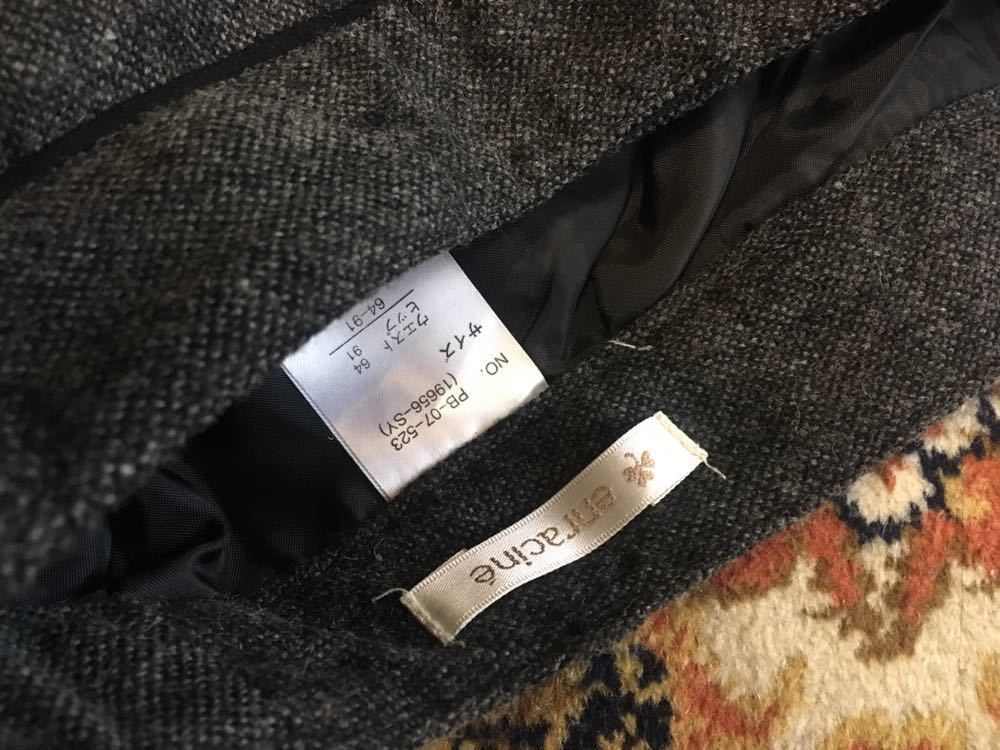 NO. PB-07-523
(19656-SY)
サイズ
ウエスト 64
ヒップ 91
64-91
enraciné